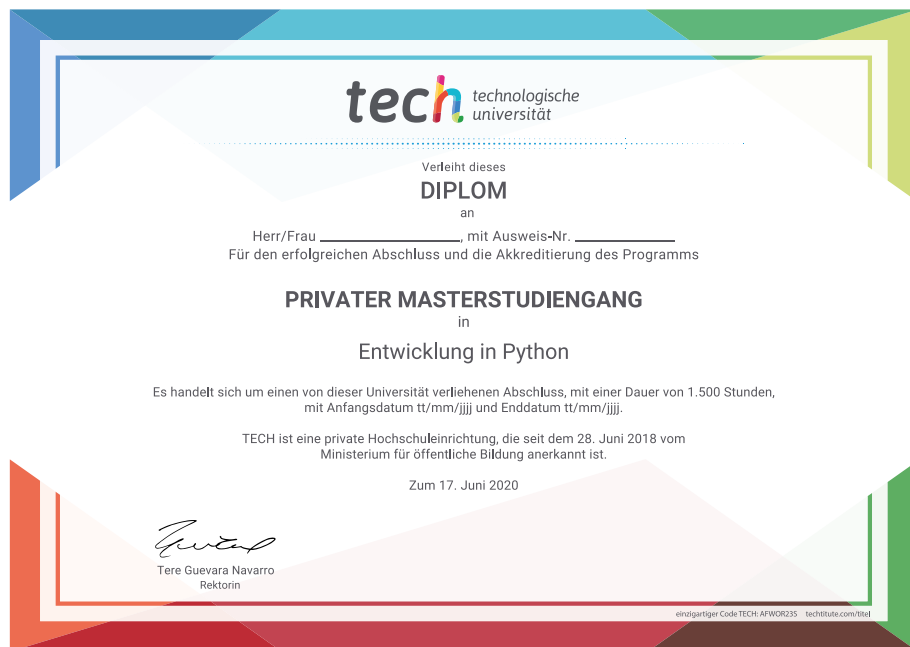 tech technologische
universität
Verleiht dieses
DIPLOM
an
Herr/Frau ____________________, mit Ausweis-Nr. ______________
Für den erfolgreichen Abschluss und die Akkreditierung des Programms
PRIVATER MASTERSTUDIENGANG
in
Entwicklung in Python
Es handelt sich um einen von dieser Universität verliehenen Abschluss, mit einer Dauer von 1.500 Stunden,
mit Anfangsdatum tt/mm/jjjj und Enddatum tt/mm/jjjj.
TECH ist eine private Hochschuleinrichtung, die seit dem 28. Juni 2018 vom
Ministerium für öffentliche Bildung anerkannt ist.
Zum 17. Juni 2020
Tere Guevara Navarro
Rektorin
einzigartiger Code TECH: AFWOR23S techtitute.com/titel